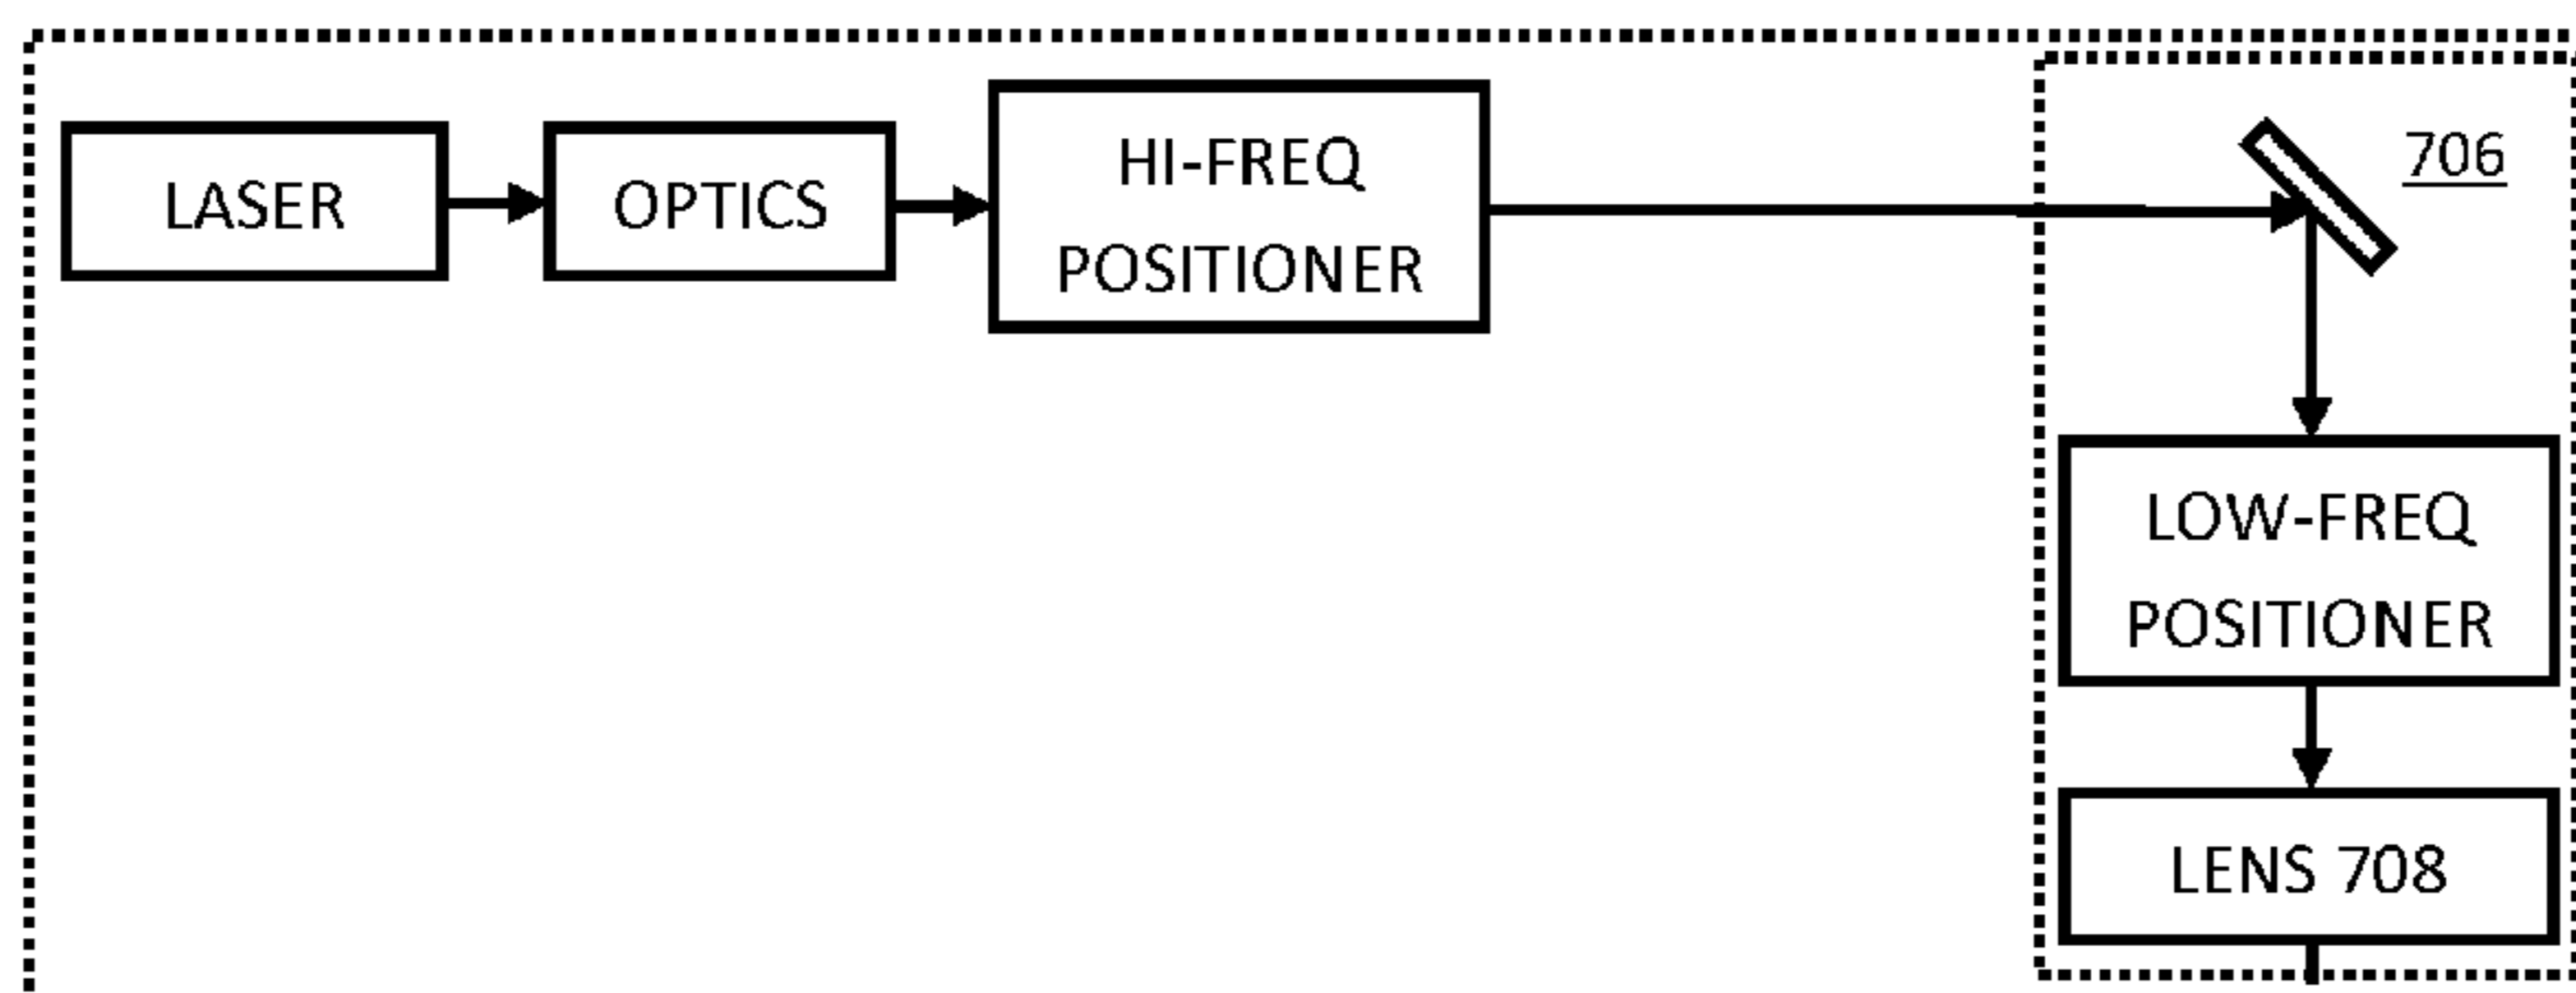 LASER
OPTICS
HI-FREQ
POSITIONER
706
LOW-FREQ
POSITIONER
LENS 708